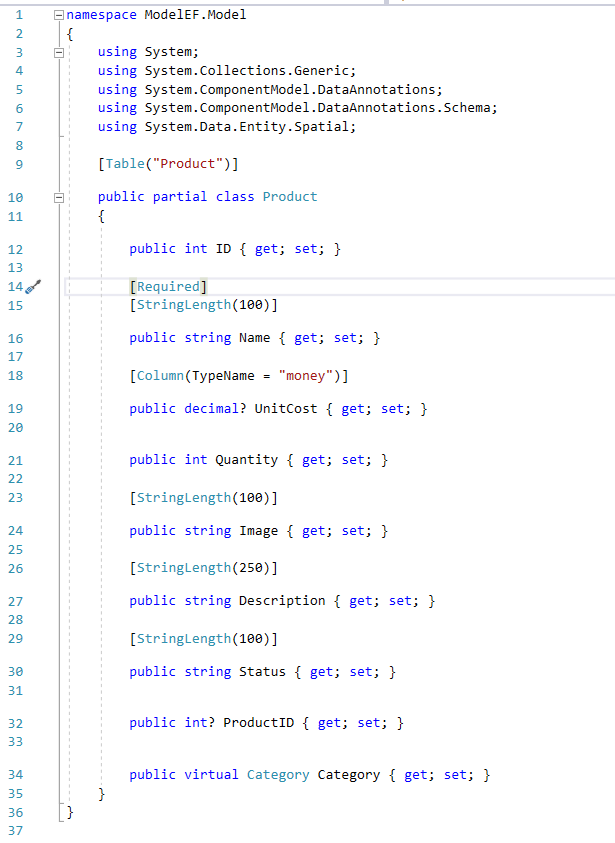 1 namespace ModelEF.Model
2 {
3 using System;
4 using System.Collections.Generic;
5 using System.ComponentModel.DataAnnotations;
6 using System.ComponentModel.DataAnnotations.Schema;
7 using System.Data.Entity.Spatial;
8
9 [Table("Product")]
10 public partial class Product
11 {
12 public int ID { get; set; }
13
14 [Required]
15 [StringLength(100)]
16 public string Name { get; set; }
17
18 [Column(TypeName = "money")]
19 public decimal? UnitCost { get; set; }
20
21 public int Quantity { get; set; }
22
23 [StringLength(100)]
24 public string Image { get; set; }
25
26 [StringLength(250)]
27 public string Description { get; set; }
28
29 [StringLength(100)]
30 public string Status { get; set; }
31
32 public int? ProductID { get; set; }
33
34 public virtual Category Category { get; set; }
35 }
36 }
37